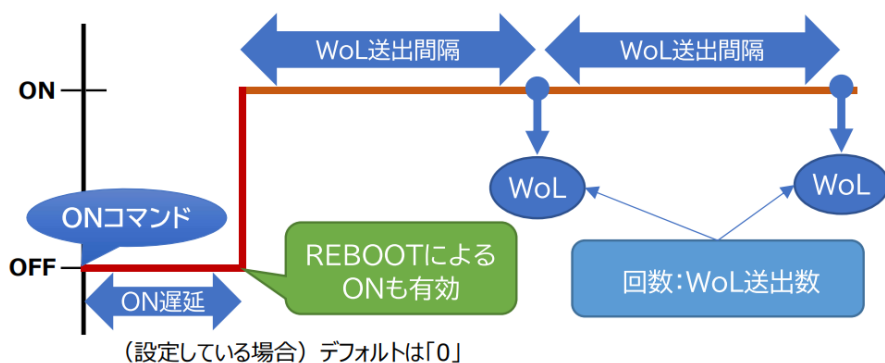 WoL送出間隔
WoL送出間隔
ON
WoL
WoL
ONコマンド
REBOOTによる
ONも有効
回数：WoL送出数
OFF
ON遅延
（設定している場合）デフォルトは「0」